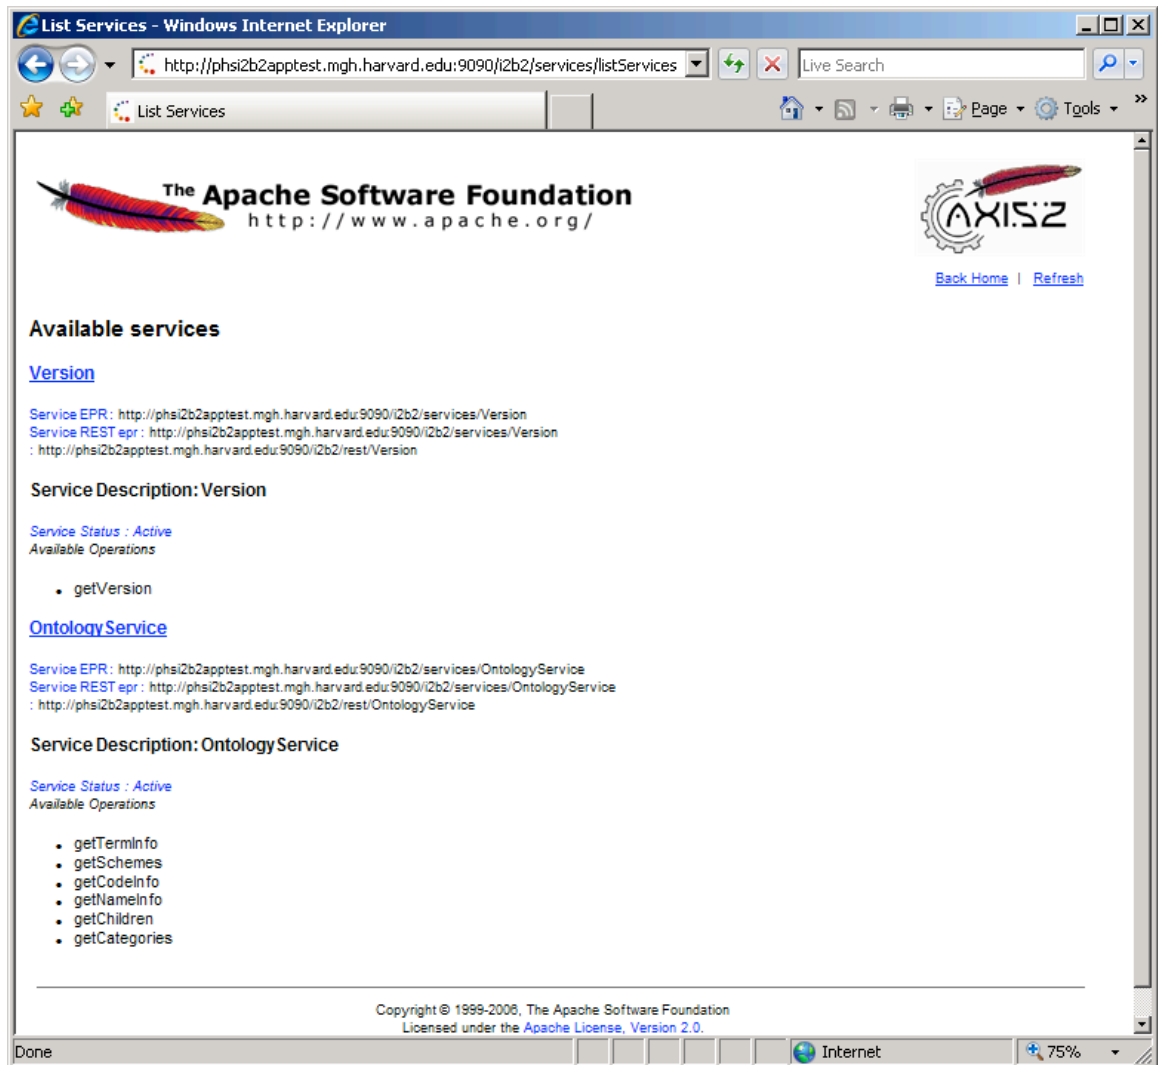 List Services - Windows Internet Explorer
http://phsi2b2apptest.mgh.harvard.edu:9090/i2b2/services/listServices
Live Search
List Services
Page
Tools
»
The Apache Software Foundation
http://www.apache.org/
AXIS2
Back Home | Refresh
Available services
Version
Service EPR : http://phsi2b2apptest.mgh.harvard.edu:9090/i2b2/services/Version
Service REST epr : http://phsi2b2apptest.mgh.harvard.edu:9090/i2b2/services/Version
: http://phsi2b2apptest.mgh.harvard.edu:9090/i2b2/rest/Version
Service Description: Version
Service Status : Active
Available Operations
• getVersion
OntologyService
Service EPR : http://phsi2b2apptest.mgh.harvard.edu:9090/i2b2/services/OntologyService
Service REST epr : http://phsi2b2apptest.mgh.harvard.edu:9090/i2b2/services/OntologyService
: http://phsi2b2apptest.mgh.harvard.edu:9090/i2b2/rest/OntologyService
Service Description: OntologyService
Service Status : Active
Available Operations
• getTermInfo
• getSchemes
• getCodeInfo
• getNameInfo
• getChildren
• getCategories
Copyright © 1999-2006, The Apache Software Foundation
Licensed under the Apache License, Version 2.0.
Done
Internet
75%